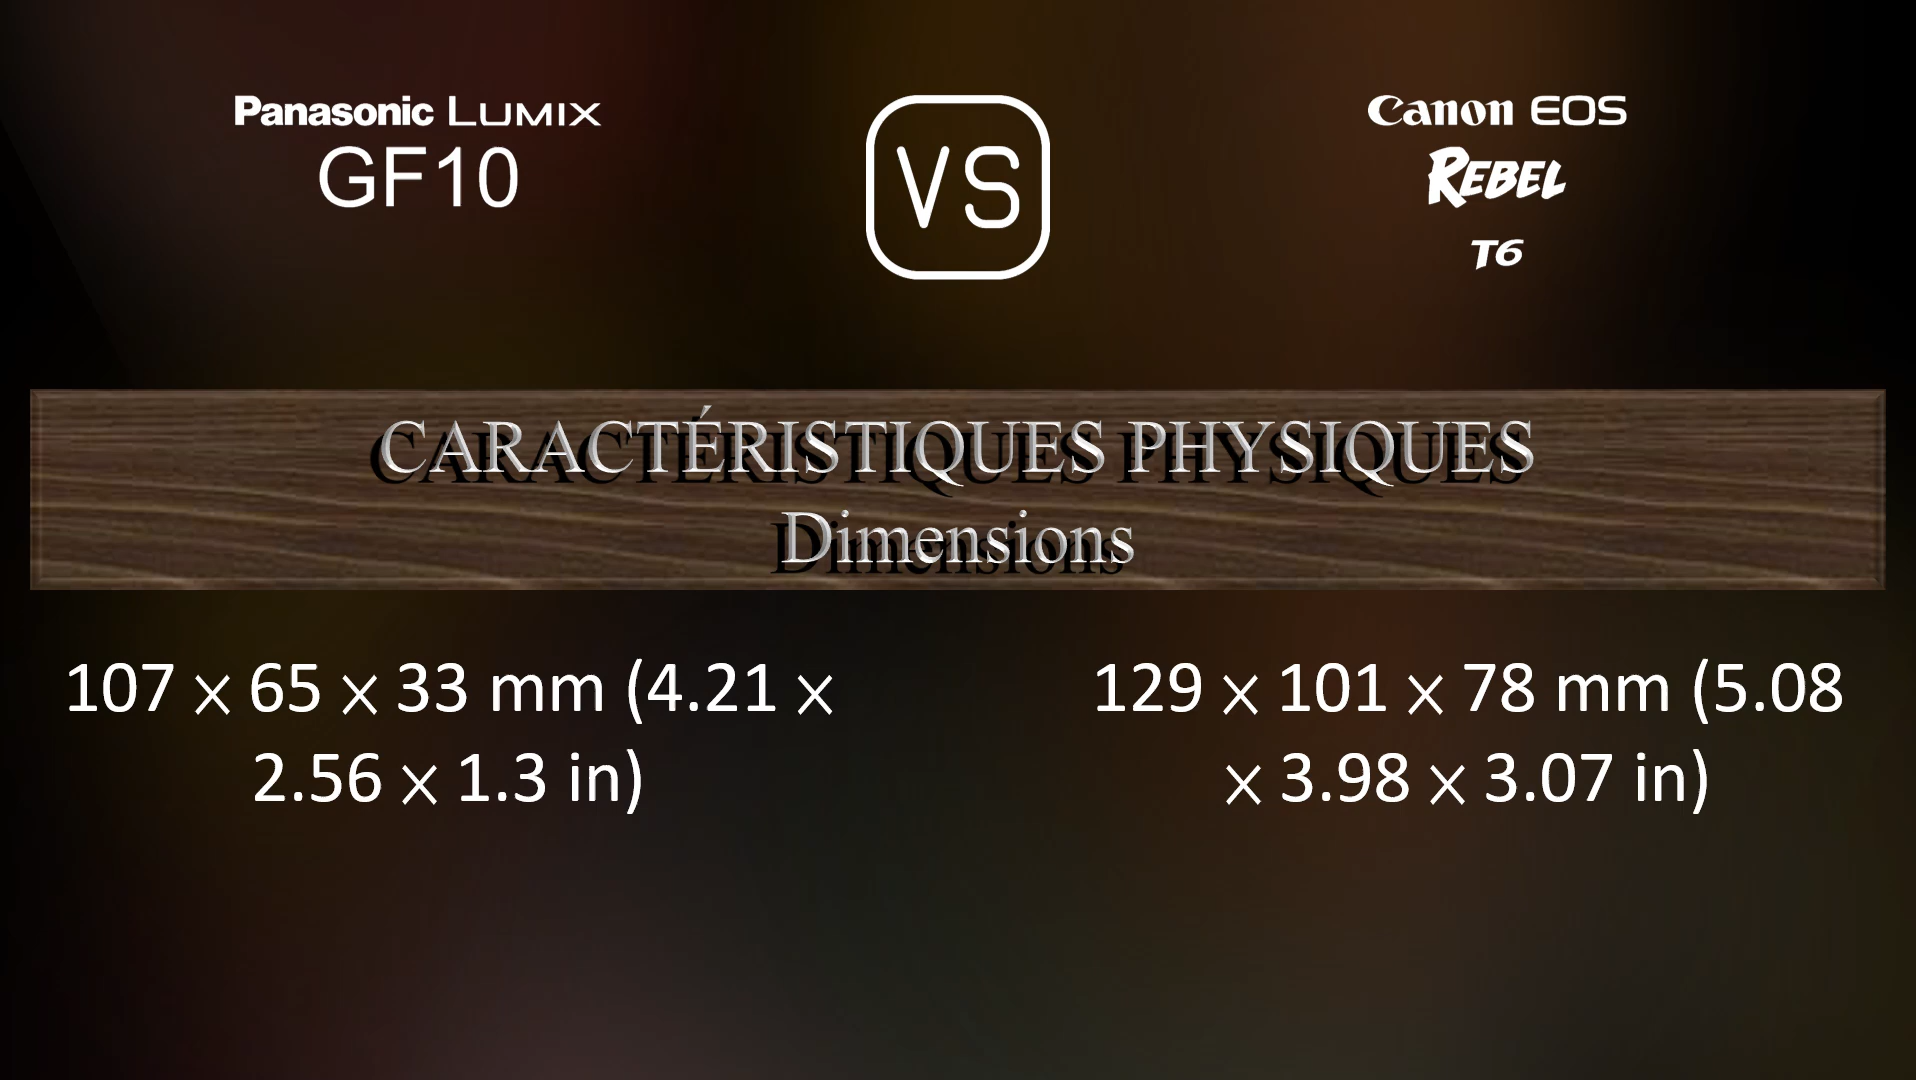 Panasonic LUMIX
GF10
VS
Canon EOS
REBEL
T6
CARACTÉRISTIQUES PHYSIQUES
Dimensions
107 x 65 x 33 mm (4.21 x
2.56 x 1.3 in)
129 x 101 x 78 mm (5.08
x 3.98 x 3.07 in)